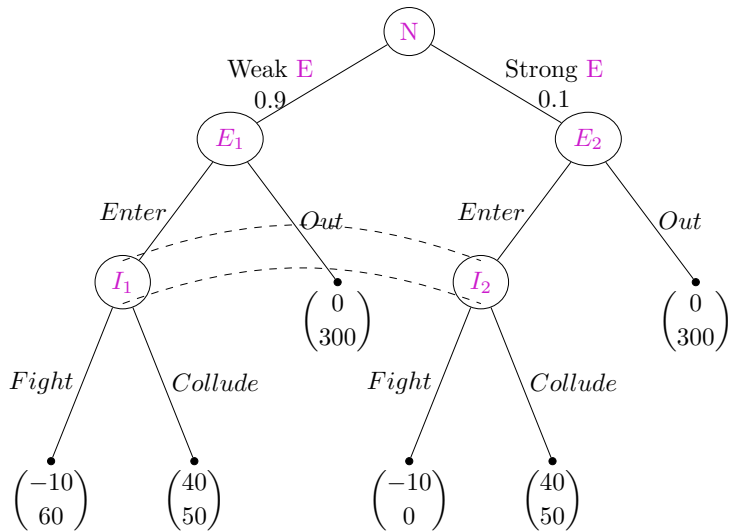 N
Weak E
Strong E
0.9
0.1
E₁
E₂
Enter
Out
Enter
Out
I₁
I₂
0
300
0
300
Fight
Collude
Fight
Collude
−10
60
40
50
−10
0
40
50